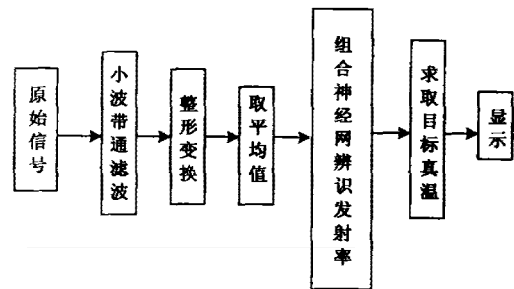 原始信号
小波带通滤波
整形变换
取平均值
组合神经网辨识发射率
求取目标真温
显示